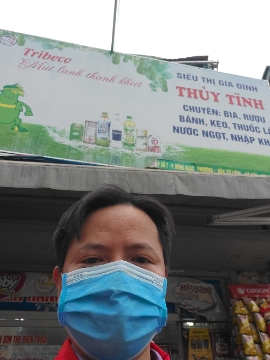 Tribeco
Mát lành thanh khiết
SIÊU THỊ GIA ĐÌNH
THỦY TĨNH
CHUYÊN: BIA, RƯỢU
BÁNH, KẸO, THUỐC LÁ
NƯỚC NGỌT, NHẬP KH